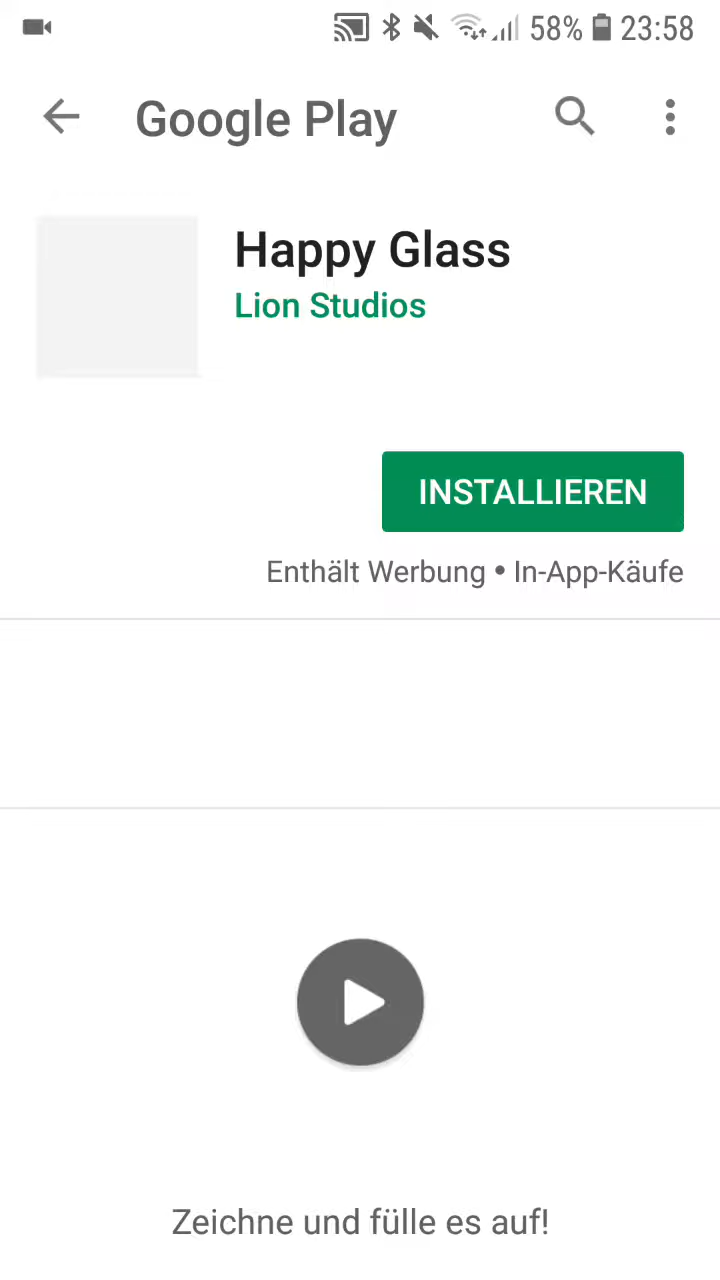 58% 23:58
Google Play
Happy Glass
Lion Studios
INSTALLIEREN
Enthält Werbung • In-App-Käufe
Zeichne und fülle es auf!